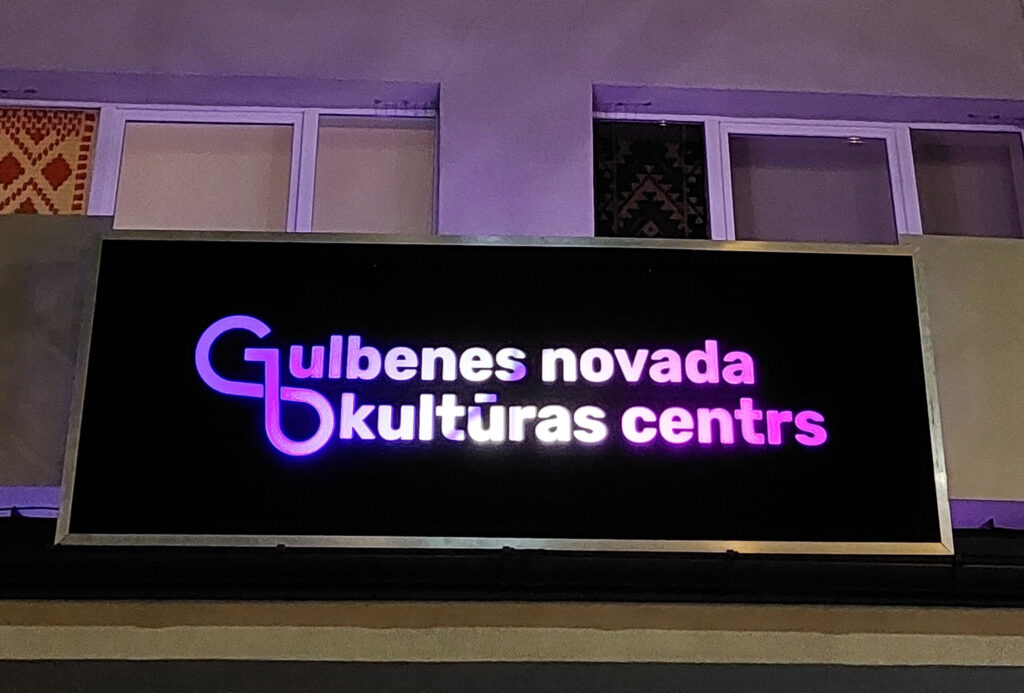 Gulbenes novada
kultūras centrs